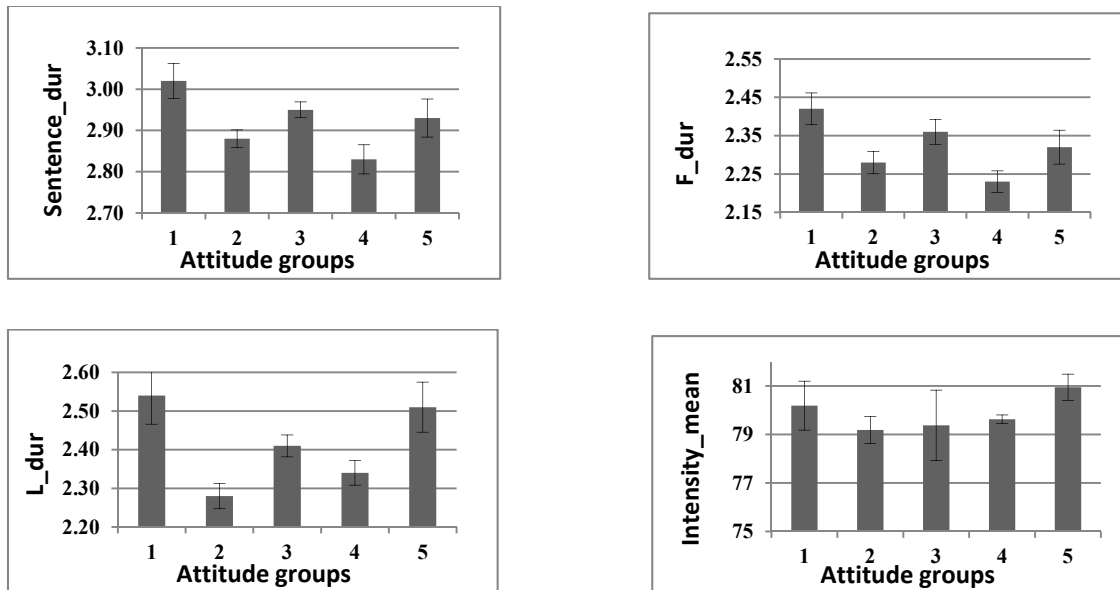 Sentence_dur
3.10
3.00
2.90
2.80
2.70
1 2 3 4 5
Attitude groups
F_dur
2.55
2.45
2.35
2.25
2.15
1 2 3 4 5
Attitude groups
L_dur
2.60
2.50
2.40
2.30
2.20
1 2 3 4 5
Attitude groups
Intensity_mean
81
79
77
75
1 2 3 4 5
Attitude groups